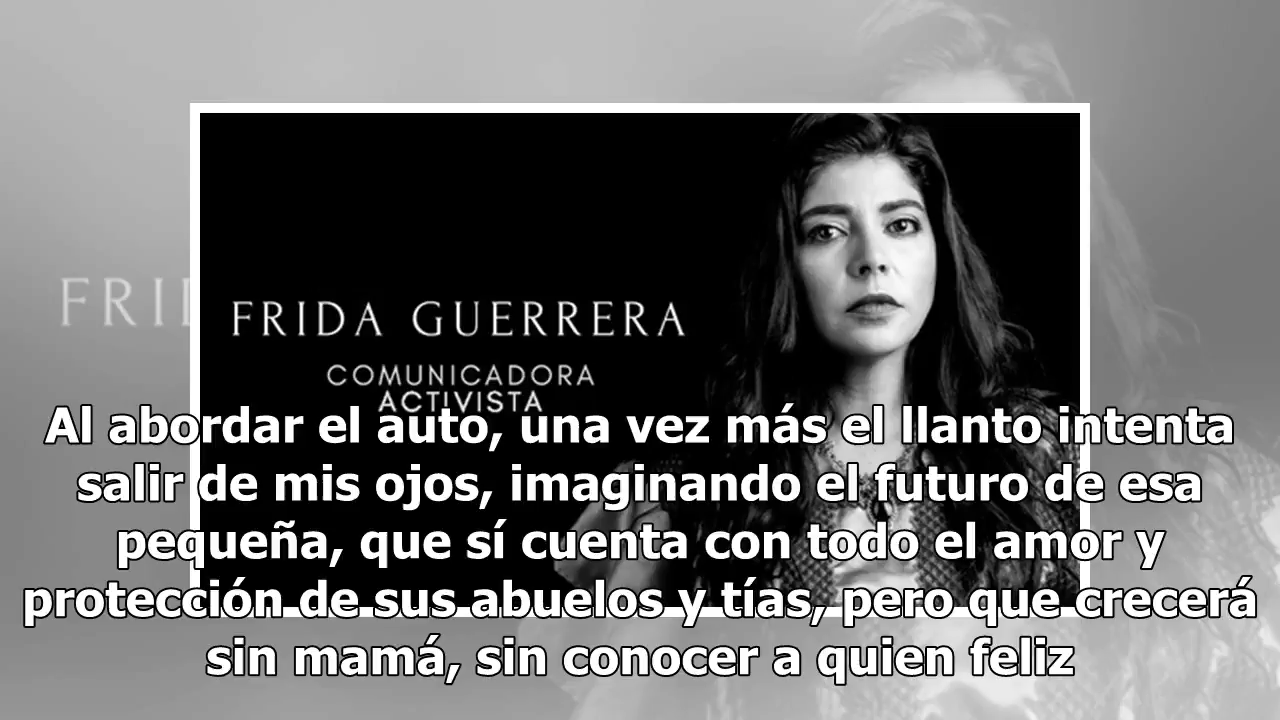 FRI
FRIDA GUERRERA
COMUNICADORA
ACTIVISTA
Al abordar el auto, una vez más el llanto intenta
salir de mis ojos, imaginando el futuro de esa
pequeña, que sí cuenta con todo el amor y
protección de sus abuelos y tías, pero que crecerá
sin mamá, sin conocer a quien feliz